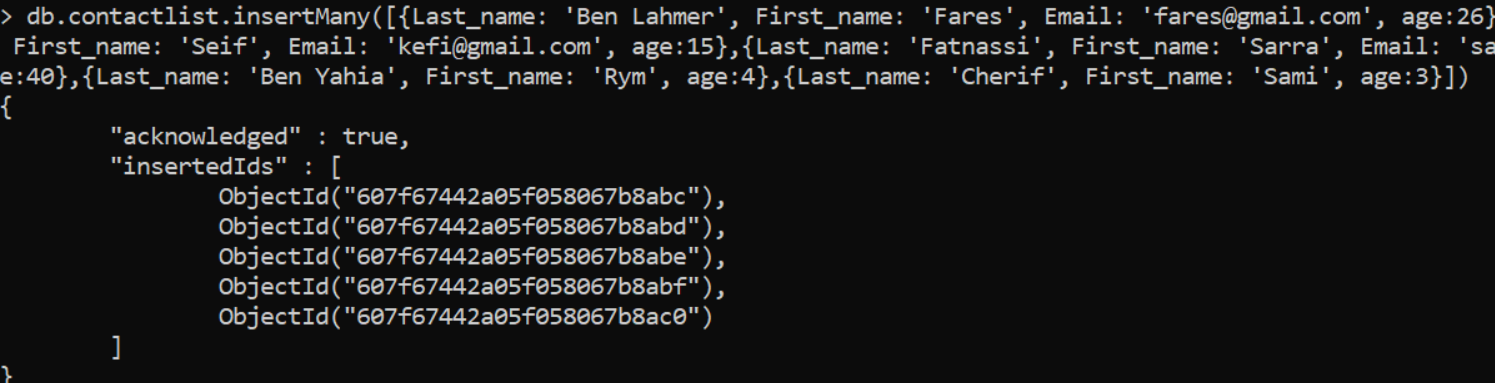 > db.contactlist.insertMany([{Last_name: 'Ben Lahmer', First_name: 'Fares', Email: 'fares@gmail.com', age:26}
First_name: 'Seif', Email: 'kefi@gmail.com', age:15},{Last_name: 'Fatnassi', First_name: 'Sarra', Email: 'sa
e:40},{Last_name: 'Ben Yahia', First_name: 'Rym', age:4},{Last_name: 'Cherif', First_name: 'Sami', age:3}])
{
"acknowledged" : true,
"insertedIds" : [
ObjectId("607f67442a05f058067b8abc"),
ObjectId("607f67442a05f058067b8abd"),
ObjectId("607f67442a05f058067b8abe"),
ObjectId("607f67442a05f058067b8abf"),
ObjectId("607f67442a05f058067b8ac0")
]
}